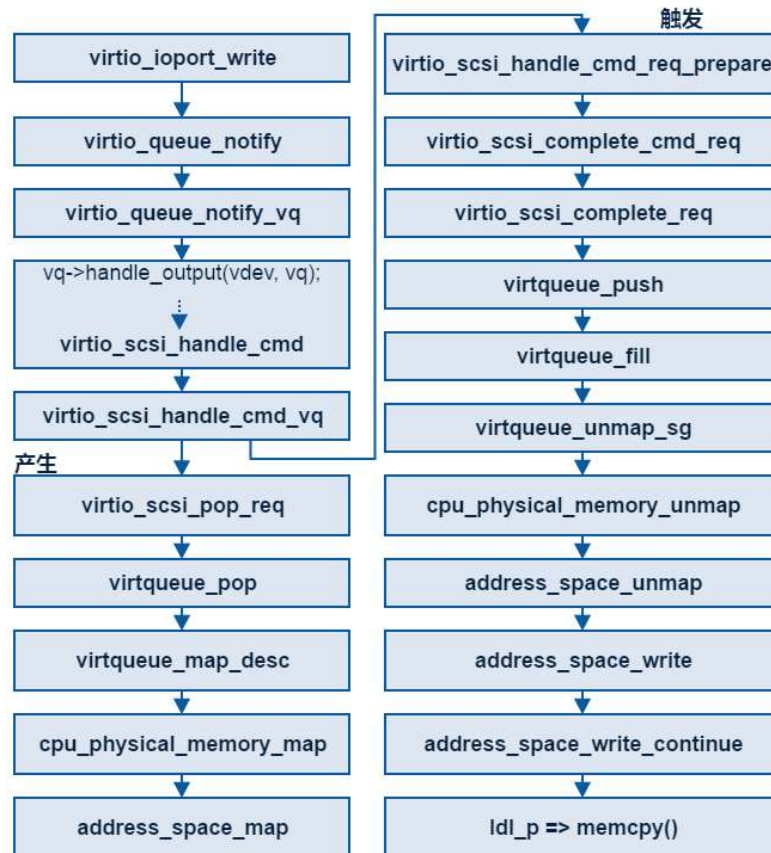 virtio_ioport_write
virtio_queue_notify
virtio_queue_notify_vq
vq->handle_output(vdev, vq);
virtio_scsi_handle_cmd
virtio_scsi_handle_cmd_vq
产生
virtio_scsi_pop_req
virtqueue_pop
virtqueue_map_desc
cpu_physical_memory_map
address_space_map
触发
virtio_scsi_handle_cmd_req_prepare
virtio_scsi_complete_cmd_req
virtio_scsi_complete_req
virtqueue_push
virtqueue_fill
virtqueue_unmap_sg
cpu_physical_memory_unmap
address_space_unmap
address_space_write
address_space_write_continue
ldl_p => memcpy()